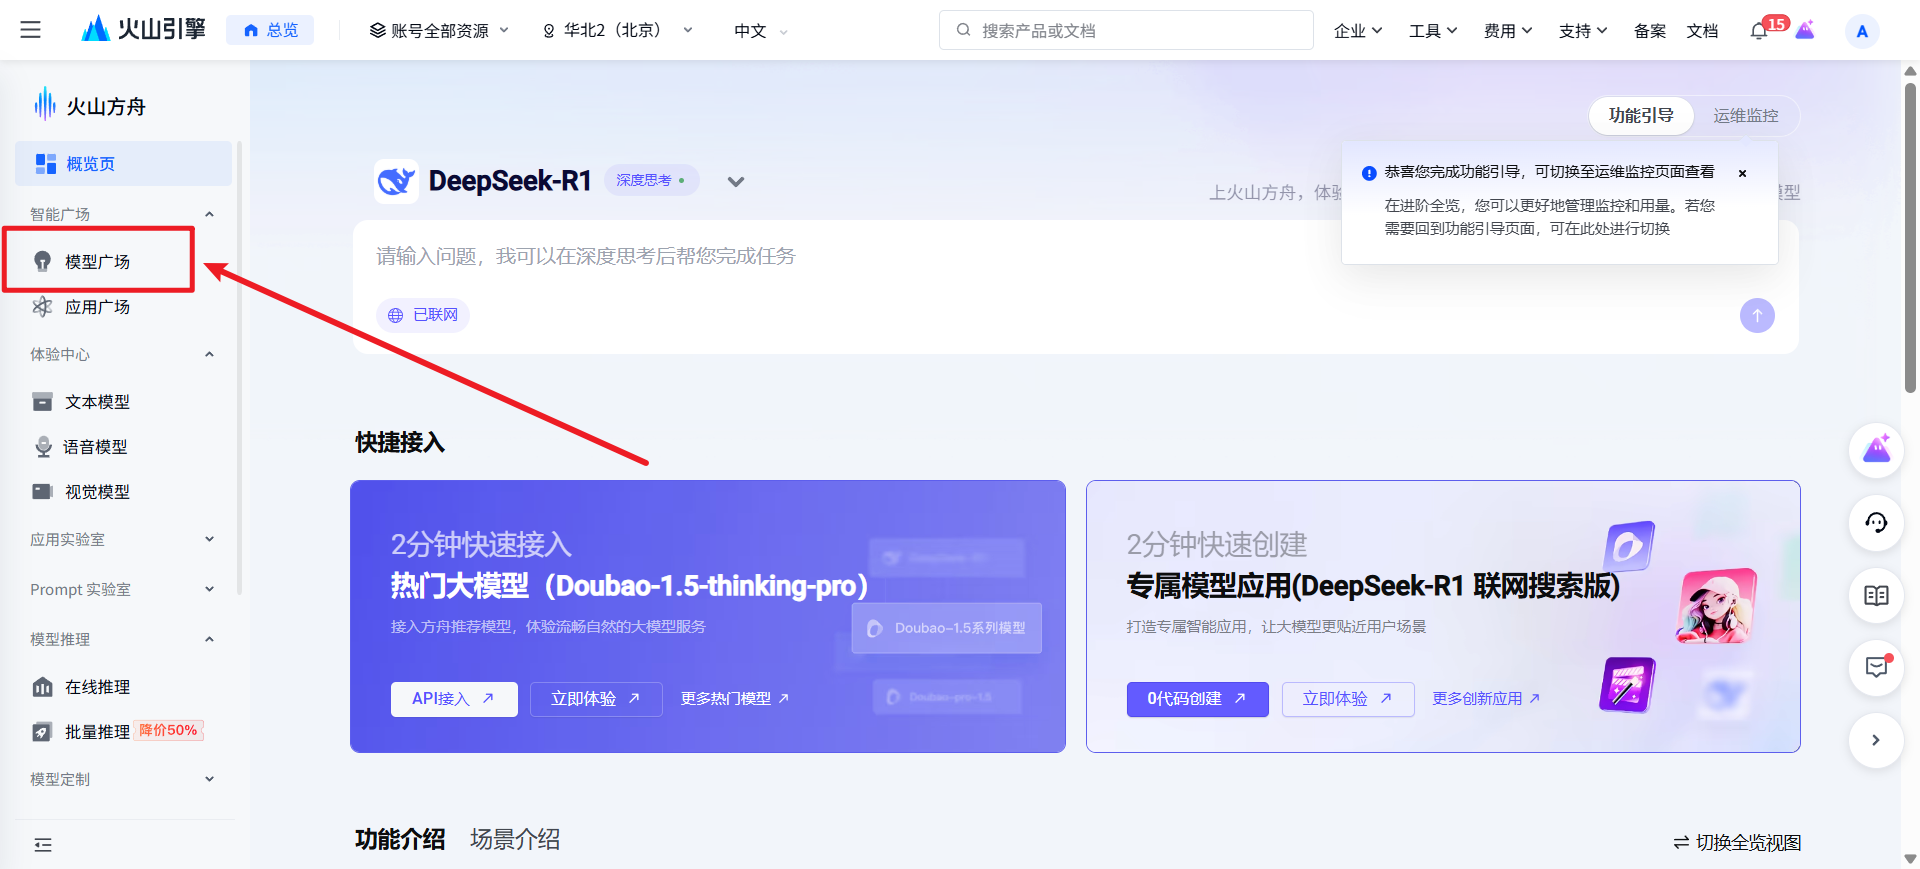 火山引擎
总览
账号全部资源
华北2（北京）
中文
搜索产品或文档
企业
工具
费用
支持
备案
文档
15
A
火山方舟
概览页
智能广场
模型广场
应用广场
体验中心
文本模型
语音模型
视觉模型
应用实验室
Prompt 实验室
模型推理
在线推理
批量推理 降价50%
模型定制
功能引导
运维监控
DeepSeek-R1
深度思考
上火山方舟，体验
模型
恭喜您完成功能引导，可切换至运维监控页面查看
在进阶全览，您可以更好地管理监控和用量。若您
需要回到功能引导页面，可在此处进行切换
请输入问题，我可以在深度思考后帮您完成任务
已联网
快捷接入
2分钟快速接入
热门大模型（Doubao-1.5-thinking-pro）
接入方舟推荐模型，体验流畅自然的大模型服务
DeepSeek-R1
Doubao-1.5系列模型
Doubao-pro-1.5
API接入
立即体验
更多热门模型
2分钟快速创建
专属模型应用(DeepSeek-R1 联网搜索版)
打造专属智能应用，让大模型更贴近用户场景
0代码创建
立即体验
更多创新应用
功能介绍
场景介绍
切换全览视图